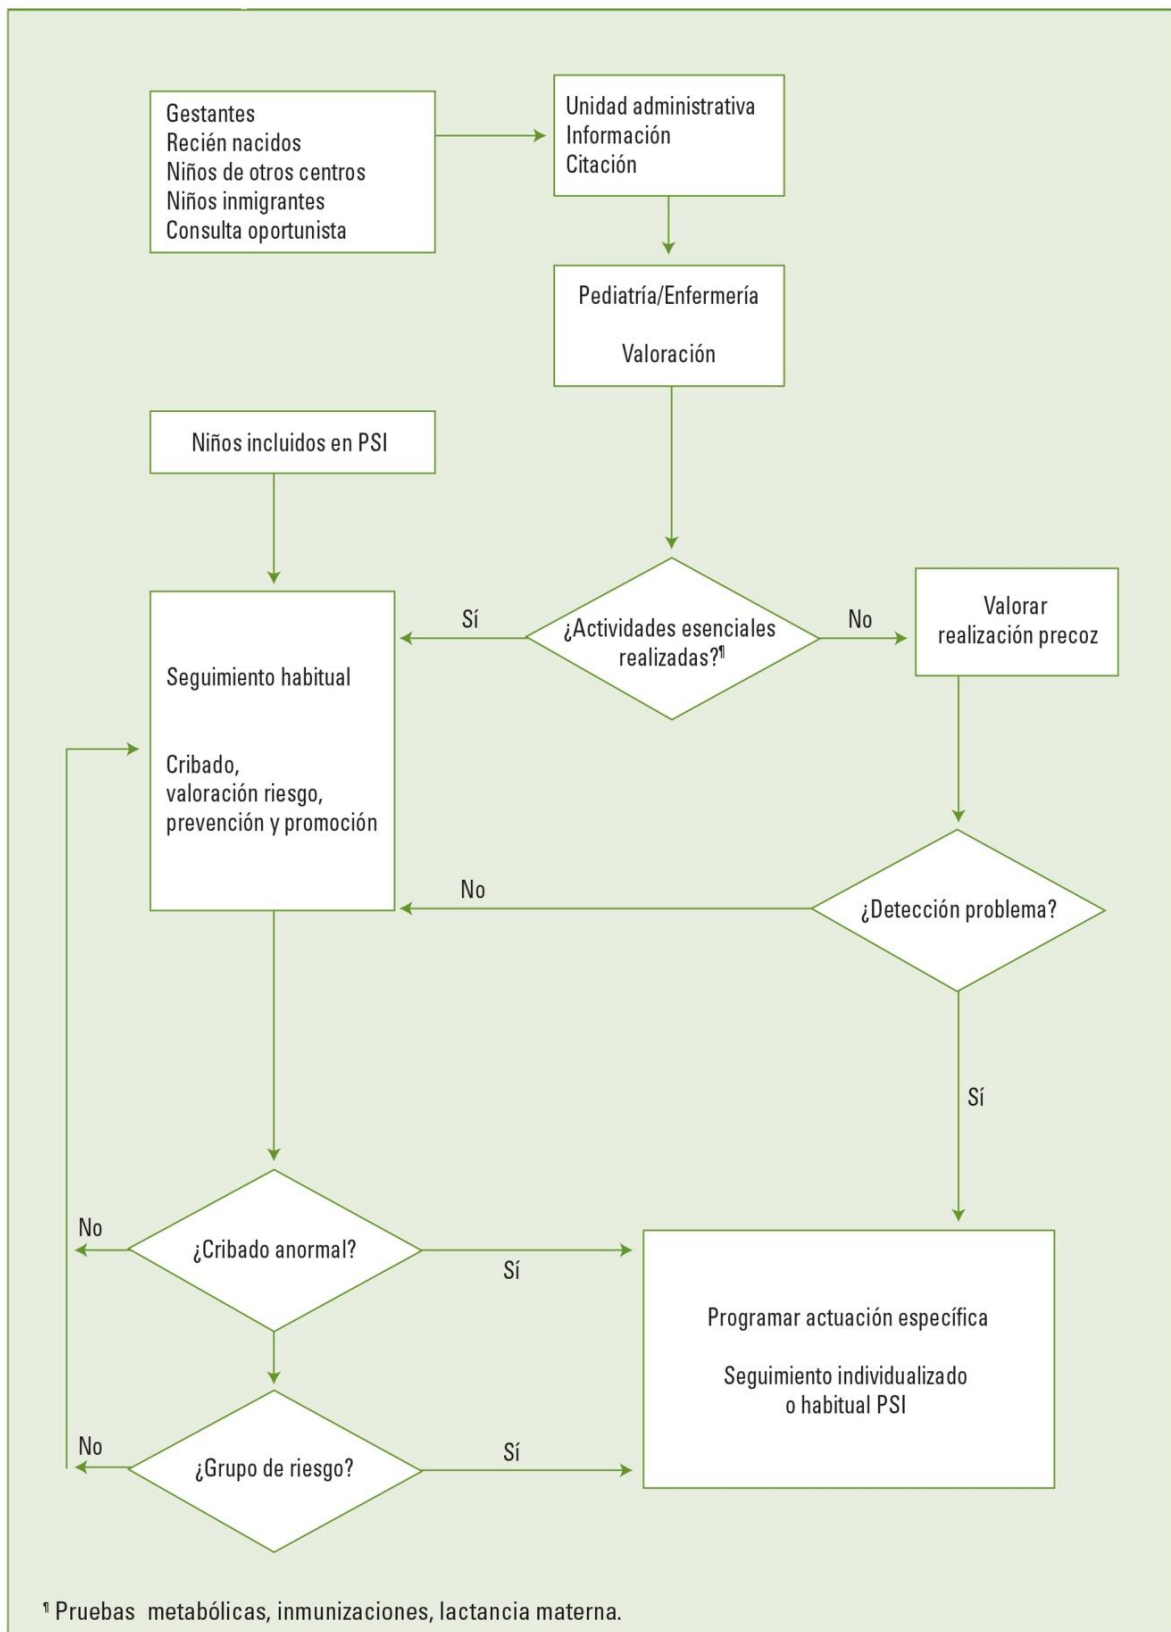 Gestantes
Recién nacidos
Niños de otros centros
Niños inmigrantes
Consulta oportunista
Unidad administrativa
Información
Citación
Pediatría/Enfermería
Valoración
Niños incluidos en PSI
Sí
¿Actividades esenciales
realizadas?¶
No
Valorar
realización precoz
Seguimiento habitual
Cribado,
valoración riesgo,
prevención y promoción
No
¿Detección problema?
Sí
No
¿Cribado anormal?
Sí
Programar actuación específica
Seguimiento individualizado
o habitual PSI
No
¿Grupo de riesgo?
Sí
¶ Pruebas metabólicas, inmunizaciones, lactancia materna.